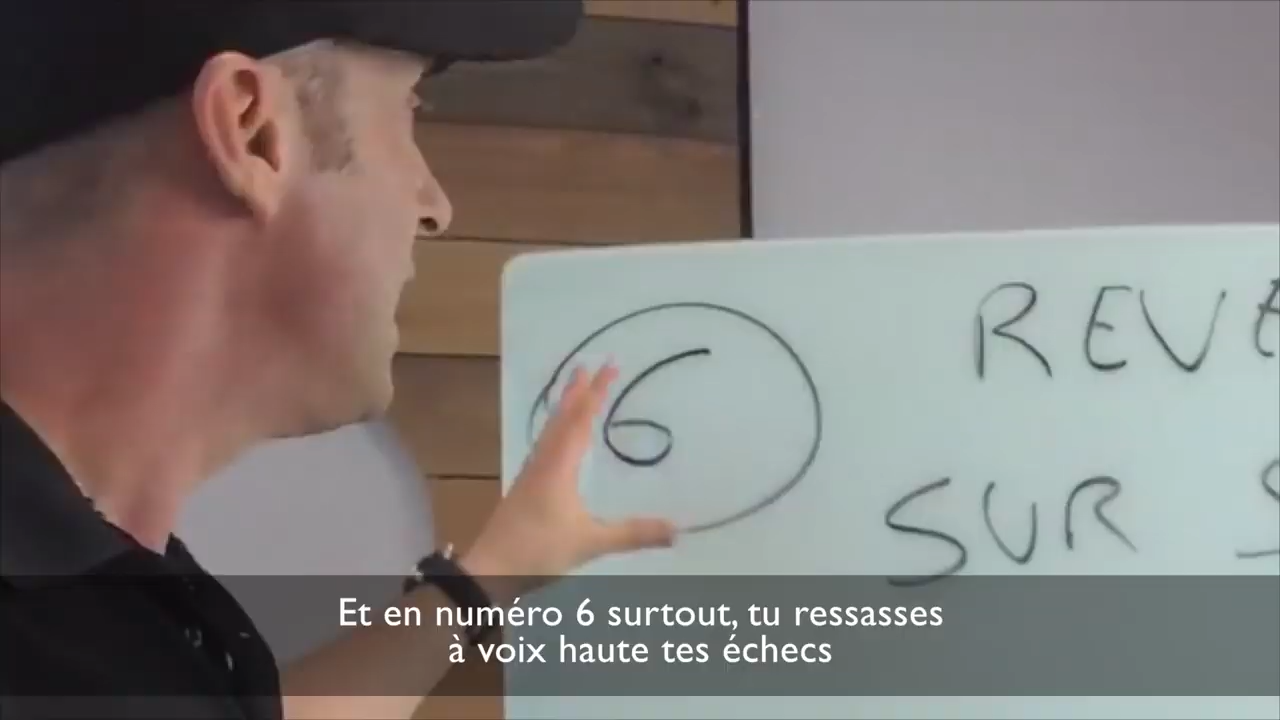 6
REVE
SUR
Et en numéro 6 surtout, tu ressasses
à voix haute tes échecs